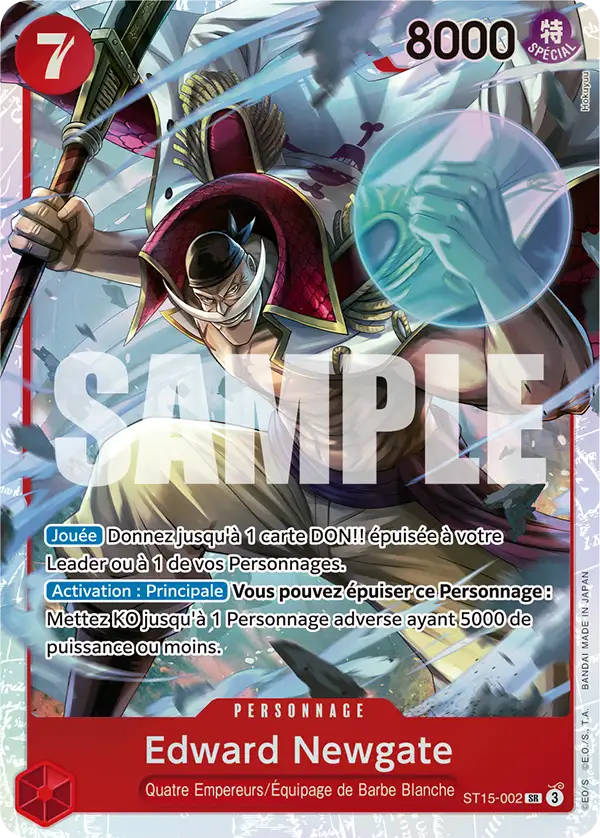 7
8000
特
SPÉCIAL
Hokuyuu
SAMPLE
Jouée Donnez jusqu'à 1 carte DON!! épuisée à votre
Leader ou à 1 de vos Personnages.
Activation : Principale Vous pouvez épuiser ce Personnage :
Mettez KO jusqu'à 1 Personnage adverse ayant 5000 de
puissance ou moins.
©E.O/S ©E.O./S., T.A. BANDAI MADE IN JAPAN
PERSONNAGE
Edward Newgate
Quatre Empereurs/Équipage de Barbe Blanche
ST15-002 SR 3